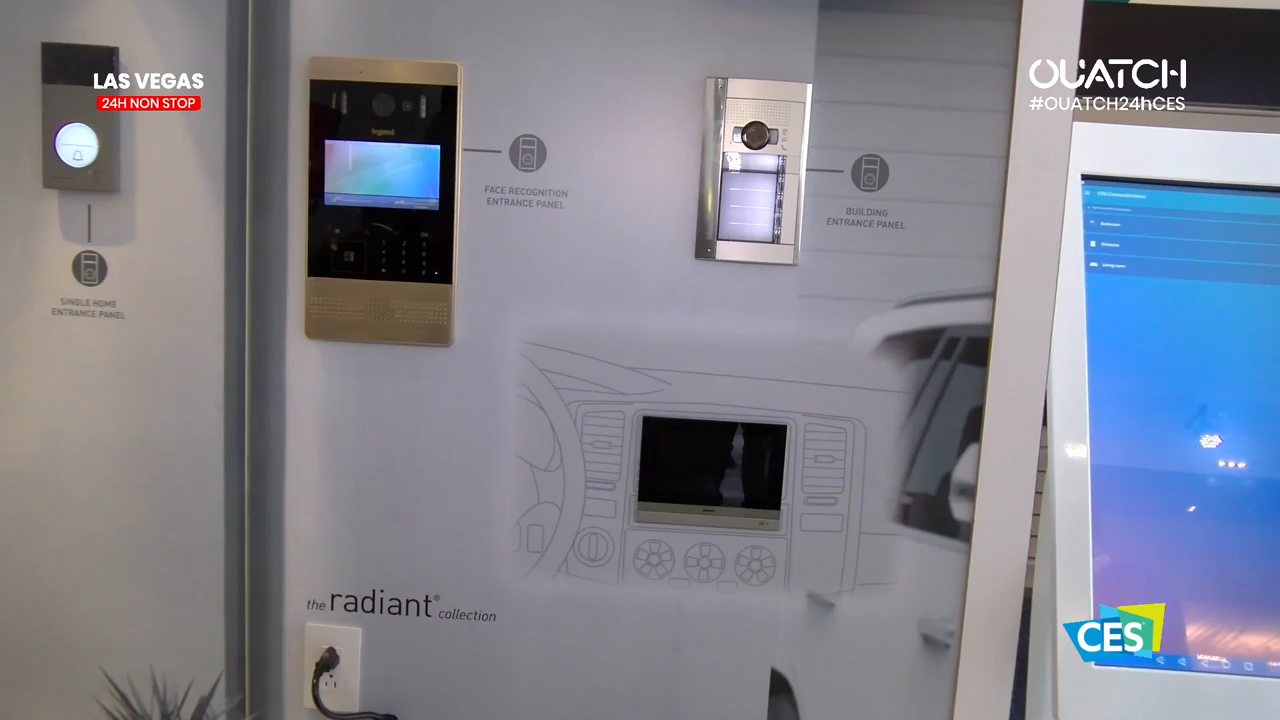 LAS VEGAS
24H NON STOP
OUATCH
#OUATCH24hCES
legrand
FACE RECOGNITION
ENTRANCE PANEL
BUILDING
ENTRANCE PANEL
SINGLE HOME
ENTRANCE PANEL
the radiant® collection
CES